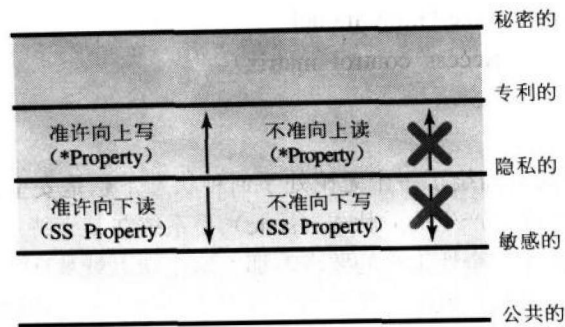 秘密的
专利的
准许向上写
(*Property)
不准向上读
(*Property)
隐私的
准许向下读
(SS Property)
不准向下写
(SS Property)
敏感的
公共的